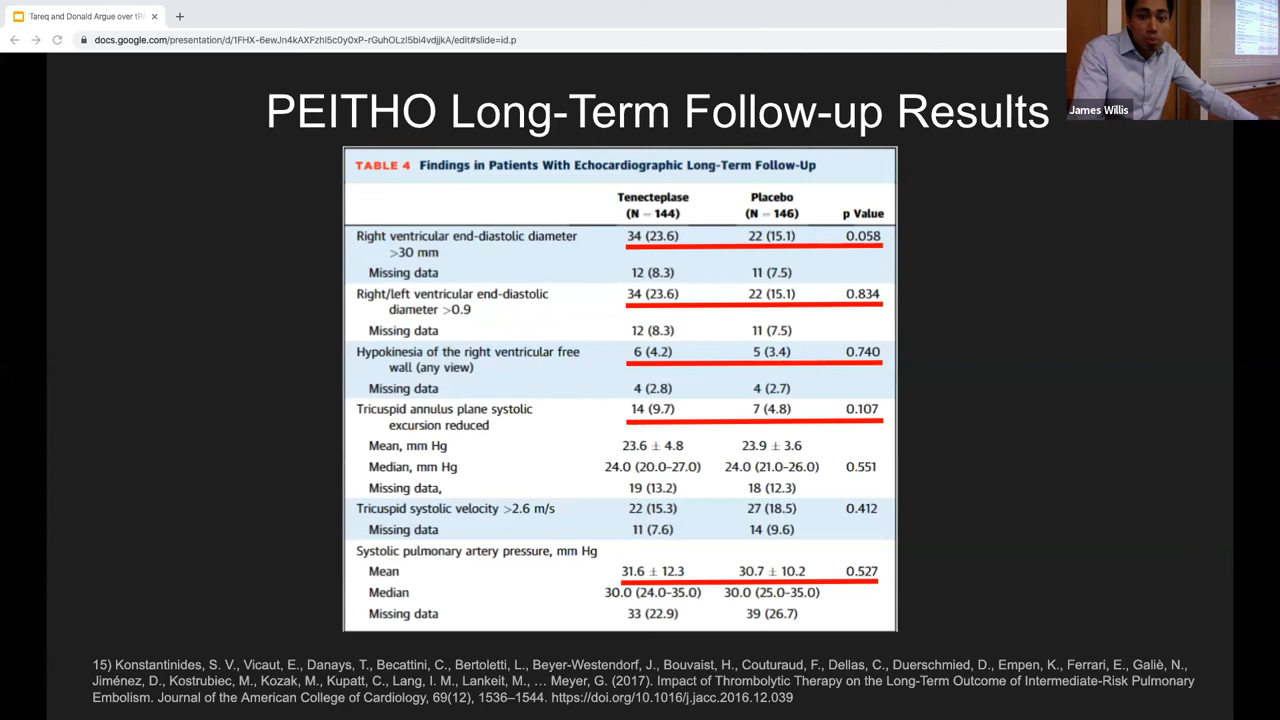 Tareq and Donald Argue over tP
docs.google.com/presentation/d/1FHX-6ewJn4kAXFzhl5c0y0xP-rGuhOLzl5bi4vdjjkA/edit#slide=id.p
James Willis
PEITHO Long-Term Follow-up Results
TABLE 4 Findings in Patients With Echocardiographic Long-Term Follow-Up
Tenecteplase Placebo
(N = 144) (N = 146) p Value
Right ventricular end-diastolic diameter 34 (23.6) 22 (15.1) 0.058
>30 mm
Missing data 12 (8.3) 11 (7.5)
Right/left ventricular end-diastolic 34 (23.6) 22 (15.1) 0.834
diameter >0.9
Missing data 12 (8.3) 11 (7.5)
Hypokinesis of the right ventricular free 6 (4.2) 5 (3.4) 0.740
wall (any view)
Missing data 4 (2.8) 4 (2.7)
Tricuspid annulus plane systolic 14 (9.7) 7 (4.8) 0.107
excursion reduced
Mean, mm Hg 23.6 ± 4.8 23.9 ± 3.6
Median, mm Hg 24.0 (20.0–27.0) 24.0 (21.0–26.0) 0.551
Missing data, 19 (13.2) 18 (12.3)
Tricuspid systolic velocity >2.6 m/s 22 (15.3) 27 (18.5) 0.412
Missing data 11 (7.6) 14 (9.6)
Systolic pulmonary artery pressure, mm Hg
Mean 31.6 ± 12.3 30.7 ± 10.2 0.527
Median 30.0 (24.0–35.0) 30.0 (25.0–35.0)
Missing data 33 (22.9) 39 (26.7)
15) Konstantinides, S. V., Vicaut, E., Danays, T., Becattini, C., Bertoletti, L., Beyer-Westendorf, J., Bouvaist, H., Couturaud, F., Dellas, C., Duerschmied, D., Empen, K., Ferrari, E., Galiè, N.,
Jiménez, D., Kostrubiec, M., Kozak, M., Kupatt, C., Lang, I. M., Lankeit, M., … Meyer, G. (2017). Impact of Thrombolytic Therapy on the Long-Term Outcome of Intermediate-Risk Pulmonary
Embolism. Journal of the American College of Cardiology, 69(12), 1536–1544. https://doi.org/10.1016/j.jacc.2016.12.039